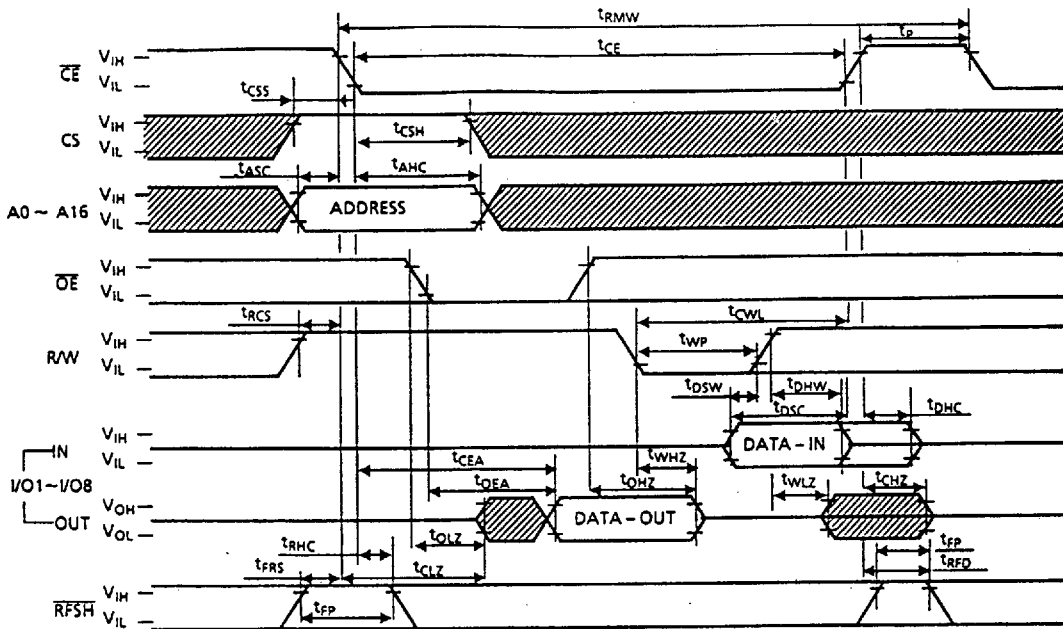 tRMW
tCE
tP
CE
VIH
VIL
tCSS
CS
VIH
VIL
tCSH
tASC
tAHC
A0 ~ A16
VIH
VIL
ADDRESS
OE
VIH
VIL
tRCS
tCWL
R/W
VIH
VIL
tWP
tDSW
tDHW
tDSC
tDHC
IN
VIH
VIL
DATA-IN
I/O1~I/O8
tCEA
tWHZ
tOEA
tOHZ
tWLZ
tCHZ
OUT
VOH
VOL
DATA-OUT
tOLZ
tRHC
tFP
tFRS
tCLZ
tRFD
RFSH
VIH
VIL
tFP